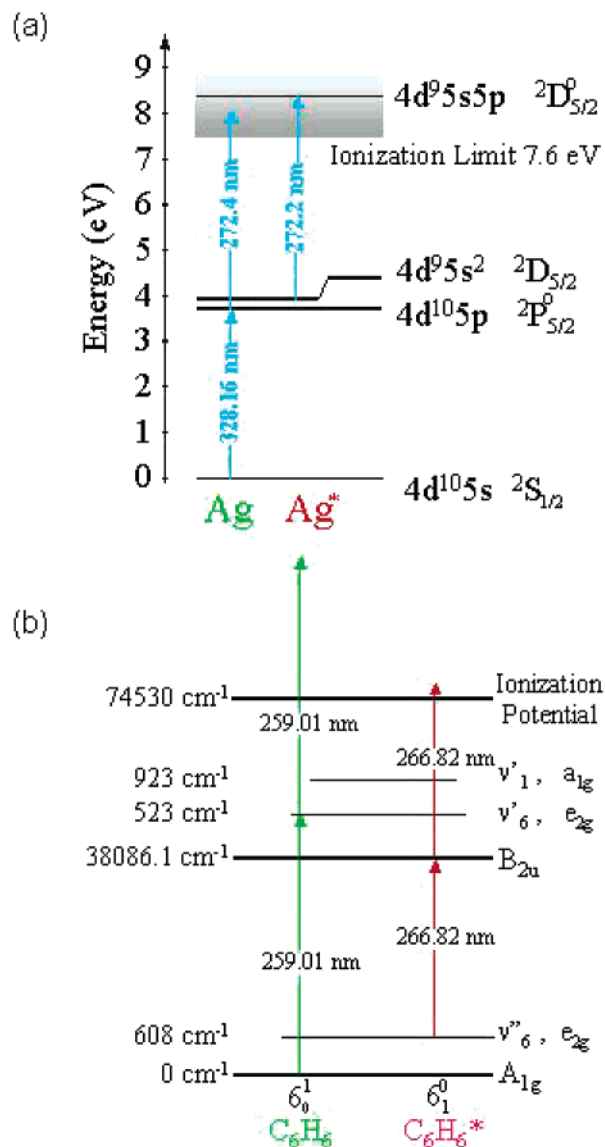 (a)
9
8
7
6
5
4
3
2
1
0
Energy (eV)
4d⁹5s5p ²D⁰₅/₂
Ionization Limit 7.6 eV
272.4 nm
272.2 nm
4d⁹5s² ²D₅/₂
4d¹⁰5p ²P⁰₅/₂
328.16 nm
4d¹⁰5s ²S₁/₂
Ag Ag*
(b)
74530 cm⁻¹
Ionization
Potential
259.01 nm
266.82 nm
923 cm⁻¹
ν'₁ , a₁g
523 cm⁻¹
ν'₆ , e₂g
38086.1 cm⁻¹
B₂ᵤ
259.01 nm
266.82 nm
608 cm⁻¹
ν"₆ , e₂g
0 cm⁻¹
A₁g
6₀¹ 6₁⁰
C₆H₆ C₆H₆*